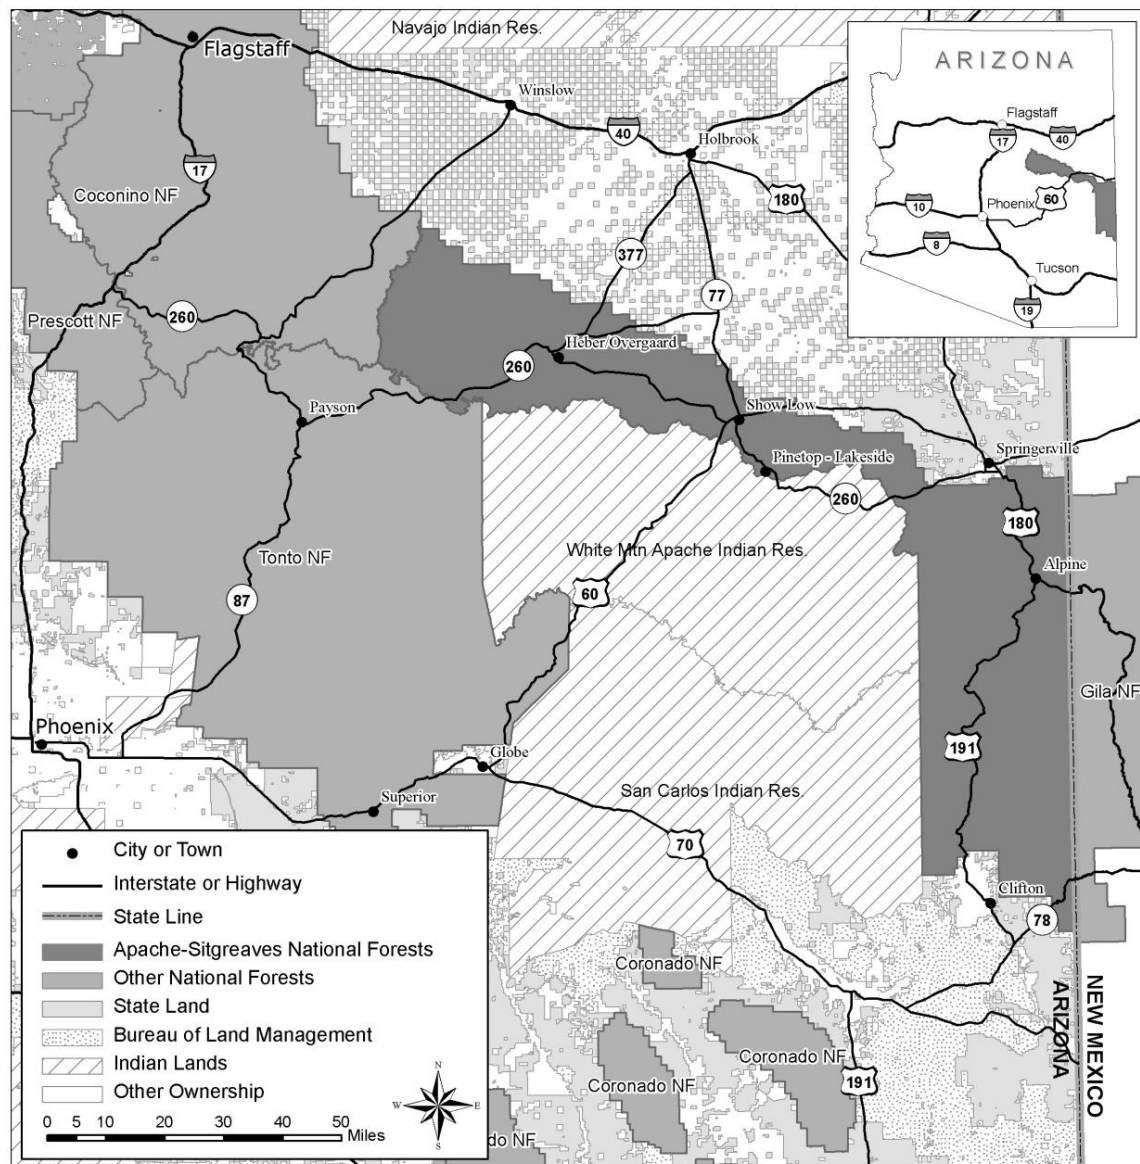 Navajo Indian Res.
Flagstaff
ARIZONA
Flagstaff
17
40
60
10
Phoenix
8
Tucson
19
Winslow
40
Holbrook
17
180
Coconino NF
377
77
Prescott NF
260
Heber/Overgaard
260
Payson
Show Low
Springerville
Pinetop - Lakeside
260
180
White Mtn Apache Indian Res.
Tonto NF
Alpine
60
87
Gila NF
Phoenix
191
Globe
San Carlos Indian Res.
Superior
70
Clifton
78
Coronado NF
Coronado NF
Coronado NF
191
do NF
ARIZONA
NEW MEXICO
City or Town
Interstate or Highway
State Line
Apache-Sitgreaves National Forests
Other National Forests
State Land
Bureau of Land Management
Indian Lands
Other Ownership
N
W
E
S
0 5 10 20 30 40 50
Miles